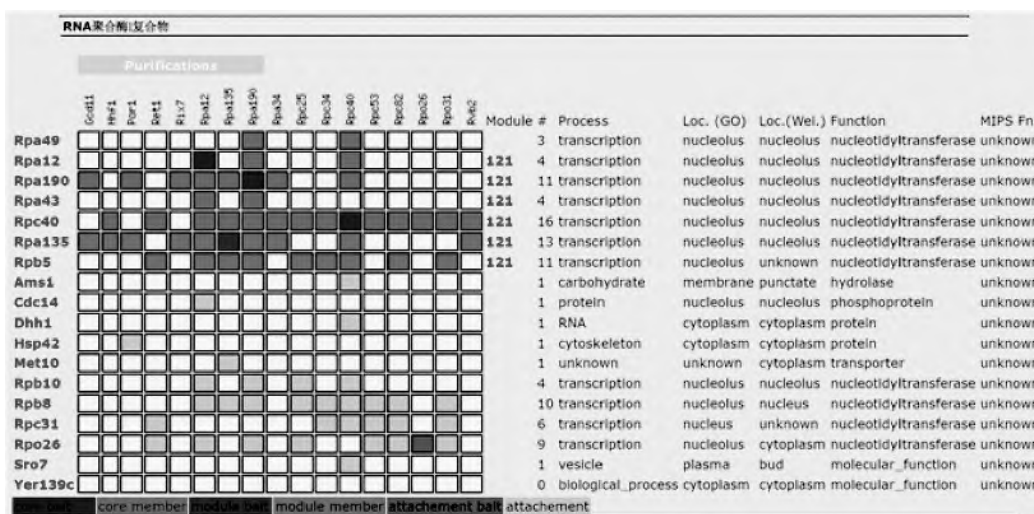 RNA聚合酶复合物
Purifications
Gcd11 Hhf1 Por1 Ret1 Rix7 Rpa12 Rpa135 Rpa190 Rpa34 Rpc25 Rpc34 Rpc40 Rpc53 Rpc82 Rpo26 Rpo31 Rvb2
Module # Process Loc. (GO) Loc.(Wei.) Function MIPS Fn
Rpa49 3 transcription nucleolus nucleolus nucleotidyltransferase unknown
Rpa12 121 4 transcription nucleolus nucleolus nucleotidyltransferase unknown
Rpa190 121 11 transcription nucleolus nucleolus nucleotidyltransferase unknown
Rpa43 121 4 transcription nucleolus nucleolus nucleotidyltransferase unknown
Rpc40 121 16 transcription nucleolus nucleolus nucleotidyltransferase unknown
Rpa135 121 13 transcription nucleolus nucleolus nucleotidyltransferase unknown
Rpb5 121 11 transcription nucleolus unknown nucleotidyltransferase unknown
Ams1 1 carbohydrate membrane punctate hydrolase unknown
Cdc14 1 protein nucleolus nucleolus phosphoprotein unknown
Dhh1 1 RNA cytoplasm cytoplasm protein unknown
Hsp42 1 cytoskeleton cytoplasm cytoplasm protein unknown
Met10 1 unknown unknown cytoplasm transporter unknown
Rpb10 4 transcription nucleolus nucleolus nucleotidyltransferase unknown
Rpb8 10 transcription nucleolus nucleus nucleotidyltransferase unknown
Rpc31 6 transcription nucleus unknown nucleotidyltransferase unknown
Rpo26 9 transcription nucleolus cytoplasm nucleotidyltransferase unknown
Sro7 1 vesicle plasma bud molecular_function unknown
Yer139c 0 biological_process cytoplasm cytoplasm molecular_function unknown
core bait core member module bait module member attachement bait attachement